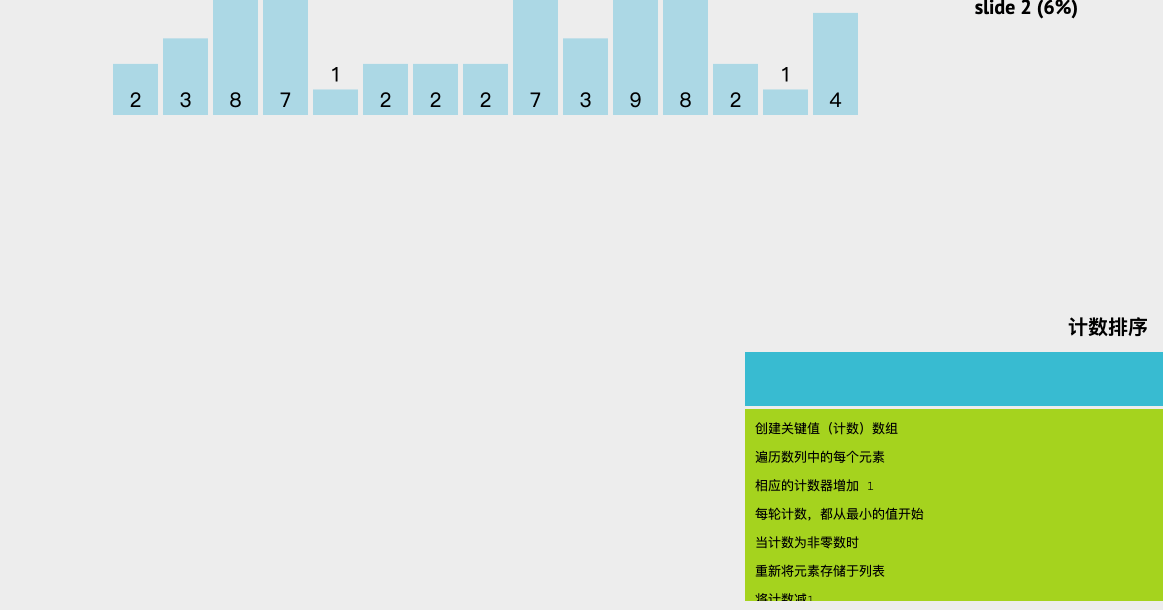 slide 2 (6%)
2 3 8 7 1 2 2 2 7 3 9 8 2 1 4
计数排序
创建关键值（计数）数组
遍历数列中的每个元素
相应的计数器增加 1
每轮计数，都从最小的值开始
当计数为非零数时
重新将元素存储于列表
将计数减1